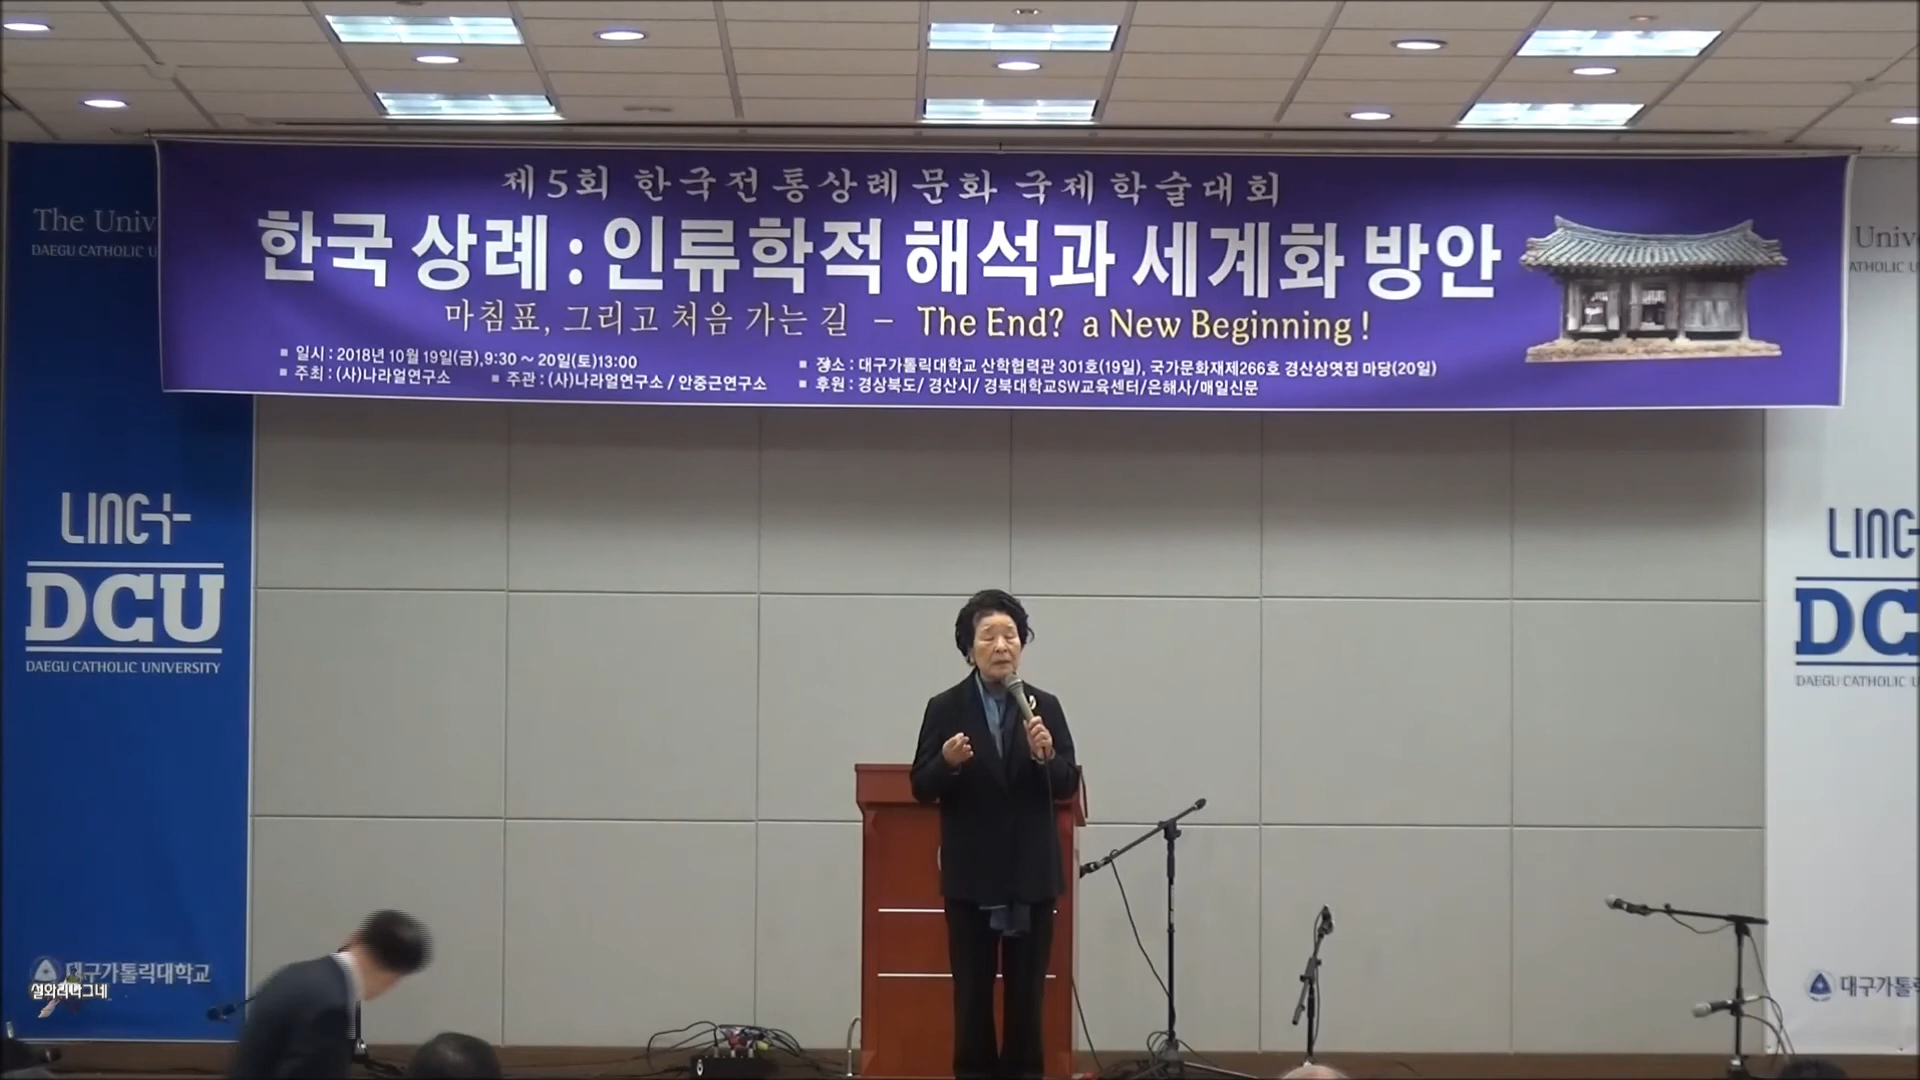 제5회 한국전통상례문화 국제학술대회
한국 상례 : 인류학적 해석과 세계화 방안
마침표, 그리고 처음 가는 길 – The End? a New Beginning !
■ 일시 : 2018년 10월 19일(금),9:30 ~ 20일(토)13:00
■ 주최 : (사)나라얼연구소 ■ 주관 : (사)나라얼연구소 / 안중근연구소
■ 장소 : 대구가톨릭대학교 산학협력관 301호(19일), 국가문화재제266호 경산상엿집 마당(20일)
■ 후원 : 경상북도/ 경산시/ 경북대학교SW교육센터/은해사/매일신문
The Univ
DAEGU CATHOLIC U
LINC+
DCU
DAEGU CATHOLIC UNIVERSITY
대구가톨릭대학교
설와리나그네
Univ
ATHOLIC U
LINC
DC
DAEGU CATHOLIC U
대구가톨릭